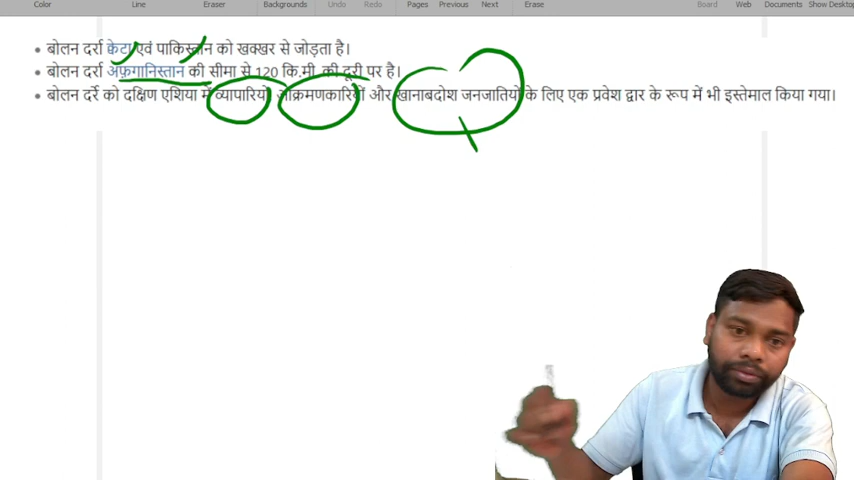 Color Line Eraser Backgrounds Undo Redo Pages Previous Next Erase Board Web Documents Show Desktop
• बोलन दर्रा क्वेटा एवं पाकिस्तान को खक्खर से जोड़ता है।
• बोलन दर्रा अफ़गानिस्तान की सीमा से 120 कि.मी. की दूरी पर है।
• बोलन दर्रे को दक्षिण एशिया में व्यापारियों आक्रमणकारियों और खानाबदोश जनजातियों के लिए एक प्रवेश द्वार के रूप में भी इस्तेमाल किया गया।